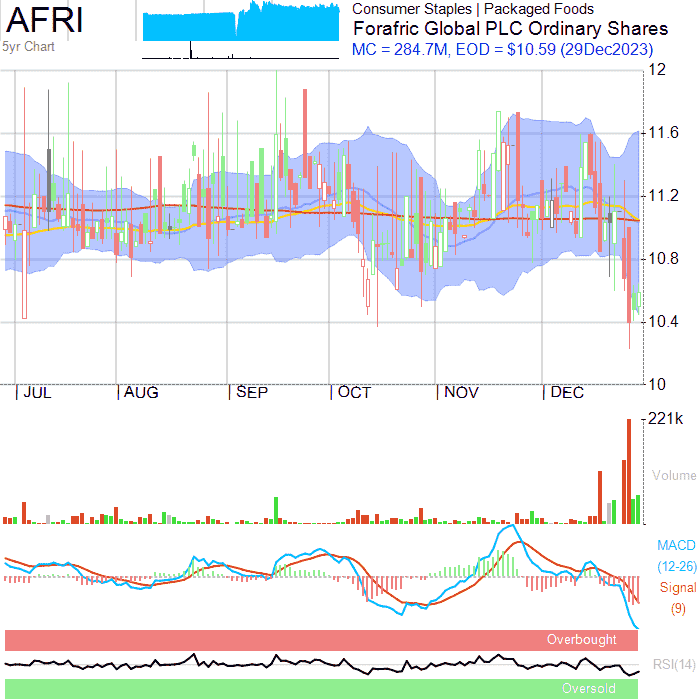 AFRI
5yr Chart
Consumer Staples | Packaged Foods
Forafric Global PLC Ordinary Shares
MC = 284.7M, EOD = $10.59 (29Dec2023)
12
11.6
11.2
10.8
10.4
10
JUL AUG SEP OCT NOV DEC
221k
Volume
MACD
(12-26)
Signal
(9)
Overbought
RSI(14)
Oversold